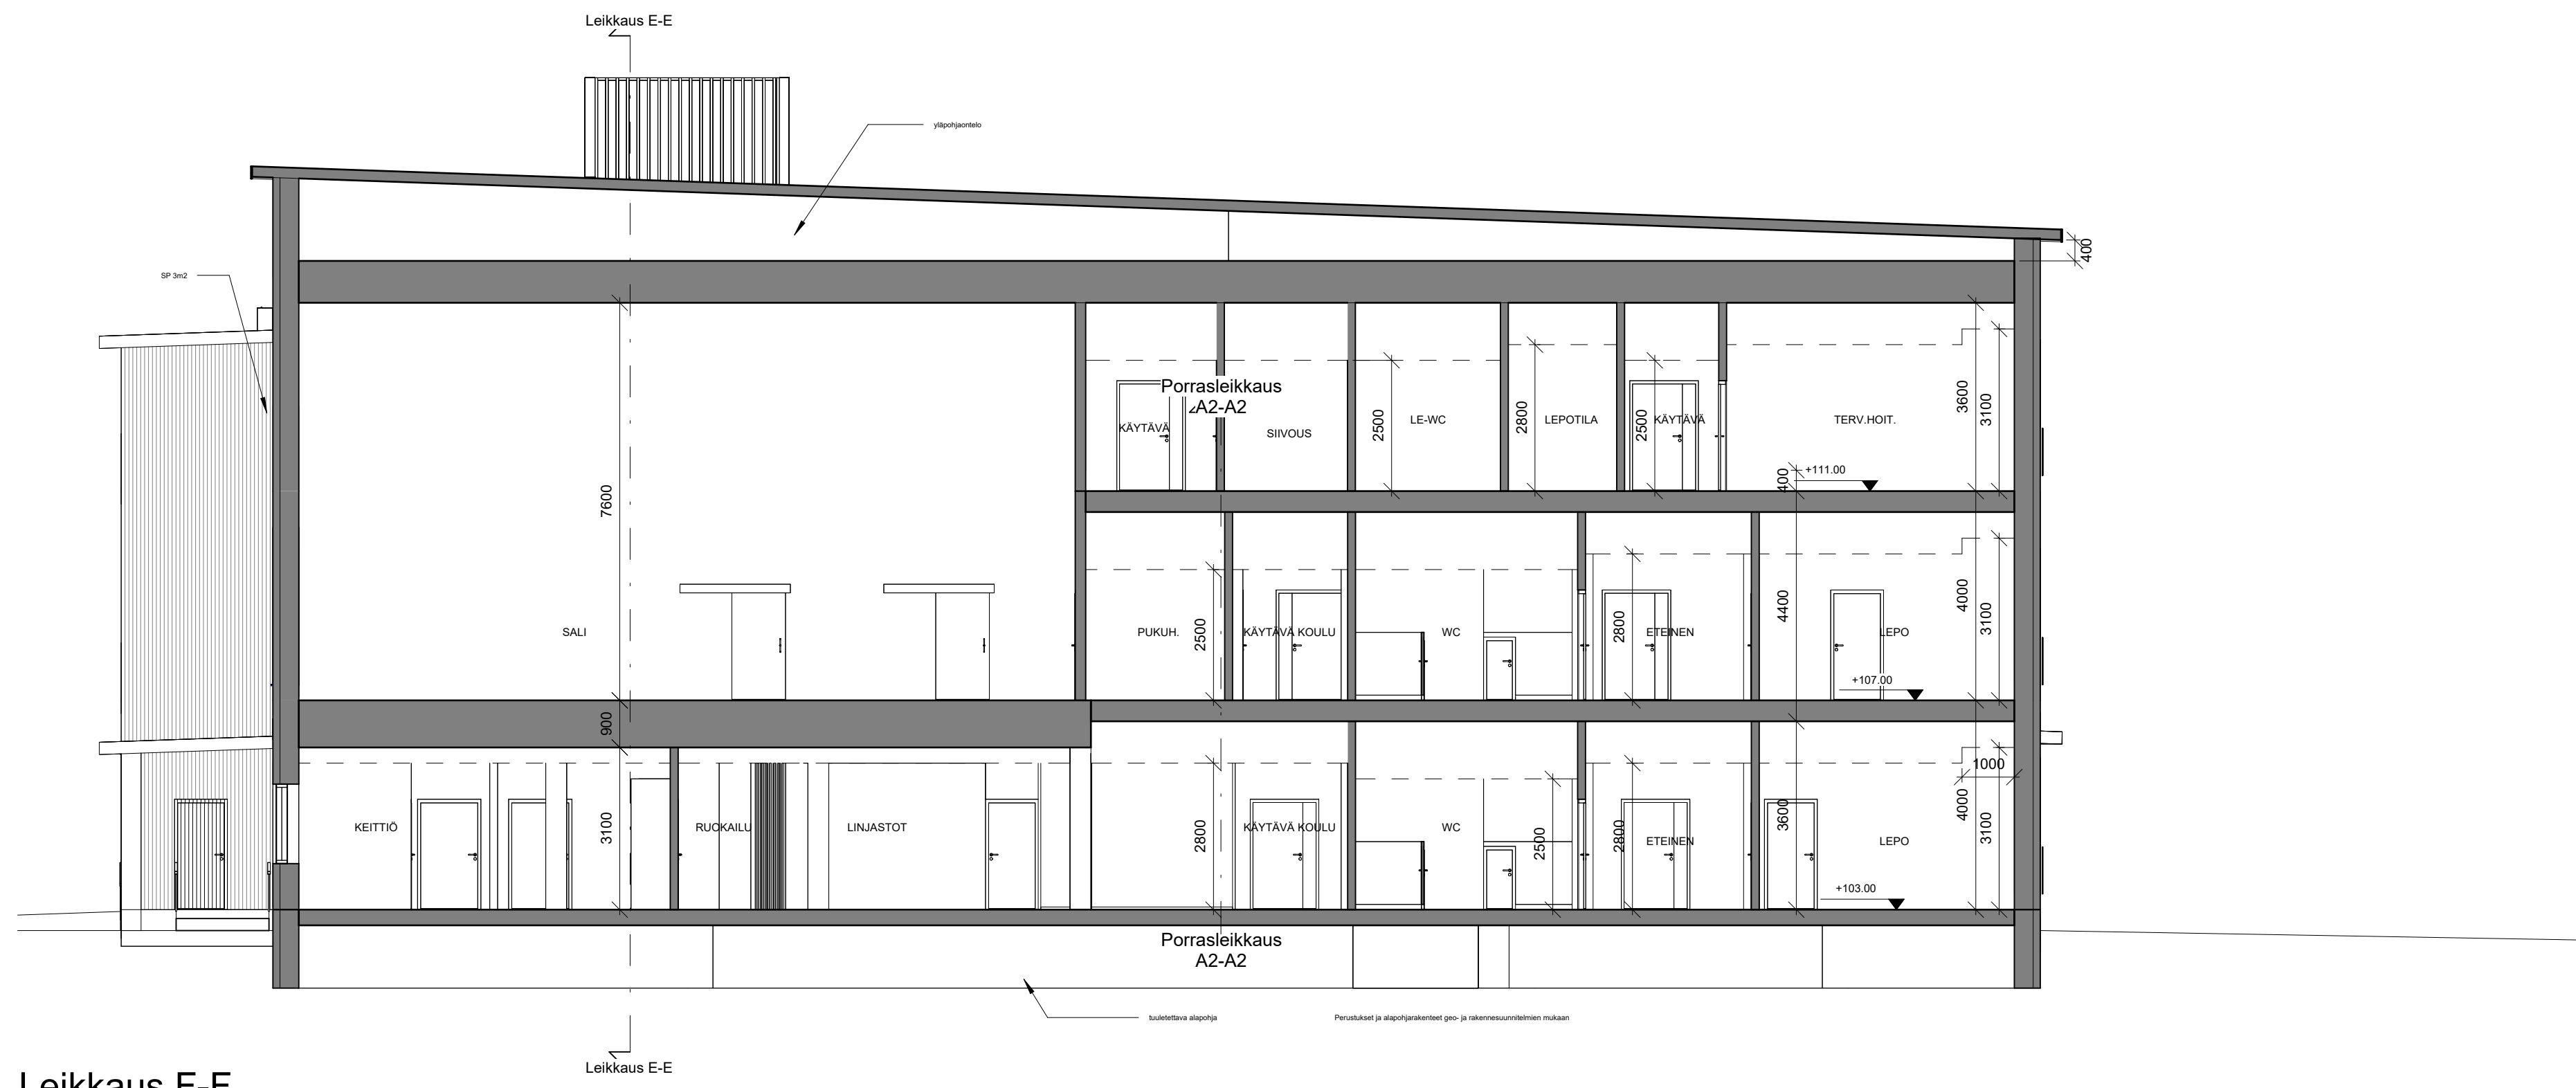 Leikkaus E-E
yläpohjaontelo
400
SP 3m2
Porrasleikkaus
A2-A2
KÄYTÄVÄ
SIIVOUS
2500
LE-WC
2800
LEPOTILA
2500
KÄYTÄVÄ
TERV.HOIT.
3600
3100
400
+111.00
7600
SALI
PUKUH.
2500
KÄYTÄVÄ KOULU
WC
2800
ETEINEN
4400
LEPO
4000
3100
+107.00
900
1000
KEITTIÖ
3100
RUOKAILU
LINJASTOT
2800
KÄYTÄVÄ KOULU
WC
2500
2800
ETEINEN
3600
LEPO
4000
3100
+103.00
Porrasleikkaus
A2-A2
tuuletettava alapohja
Perustukset ja alapohjarakenteet geo- ja rakennesuunnitelmien mukaan
Leikkaus E-E
Leikkaus E-E